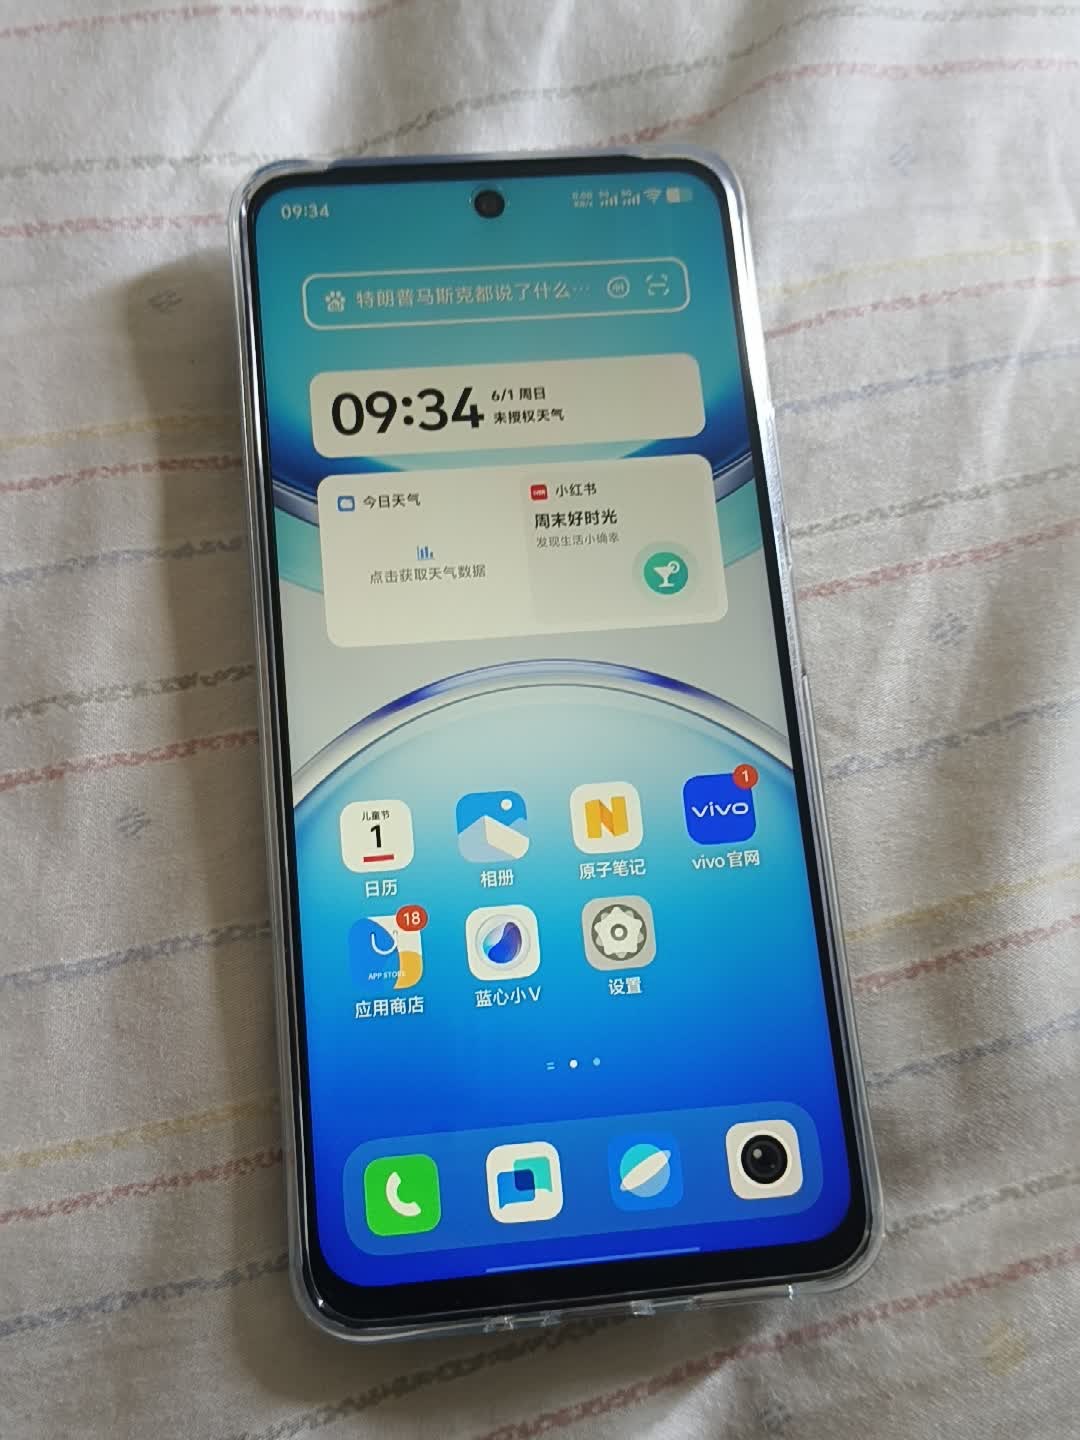 09:34
特朗普马斯克都说了什么…
09:34
6/1 周日
未授权天气
今日天气
点击获取天气数据
小红书
周末好时光
发现生活小确幸
儿童节
1
日历
相册
原子笔记
vivo
1
vivo官网
APP STORE
18
应用商店
蓝心小V
设置